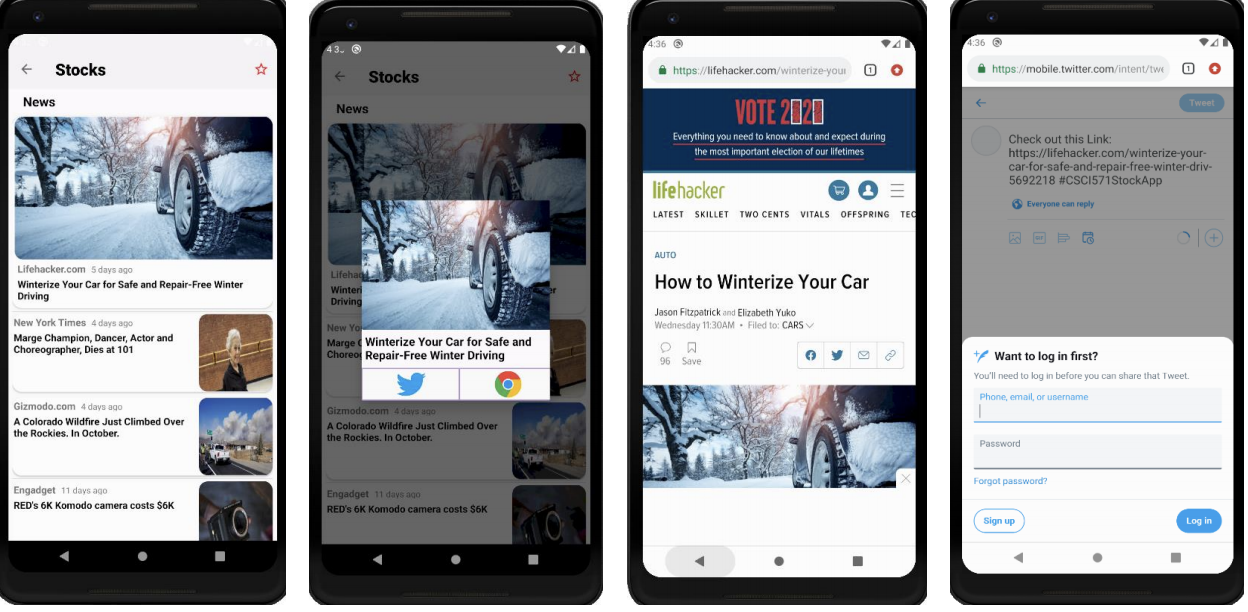 Stocks
News
Lifehacker.com 5 days ago
Winterize Your Car for Safe and Repair-Free Winter
Driving
New York Times 4 days ago
Marge Champion, Dancer, Actor and
Choreographer, Dies at 101
Gizmodo.com 4 days ago
A Colorado Wildfire Just Climbed Over
the Rockies. In October.
Engadget 11 days ago
RED's 6K Komodo camera costs $6K
4 3..
Stocks
News
Lifehac
Winteri
er
Driving
New Yo
Marge C
Choreog
Winterize Your Car for Safe and
Repair-Free Winter Driving
Gizmodo.com 4 days ago
A Colorado Wildfire Just Climbed Over
the Rockies. In October.
Engadget 11 days ago
RED's 6K Komodo camera costs $6K
4:36
https://lifehacker.com/winterize-your
1
VOTE 2020
Everything you need to know about and expect during
the most important election of our lifetimes
lifehacker
LATEST SKILLET TWO CENTS VITALS OFFSPRING TEC
AUTO
How to Winterize Your Car
Jason Fitzpatrick and Elizabeth Yuko
Wednesday 11:30AM • Filed to: CARS
96 Save
4:36
https://mobile.twitter.com/intent/twe
1
Tweet
Check out this Link:
https://lifehacker.com/winterize-your-
car-for-safe-and-repair-free-winter-driv-
5692218 #CSCI571StockApp
Everyone can reply
GIF
Want to log in first?
You'll need to log in before you can share that Tweet.
Phone, email, or username
Password
Forgot password?
Sign up
Log in